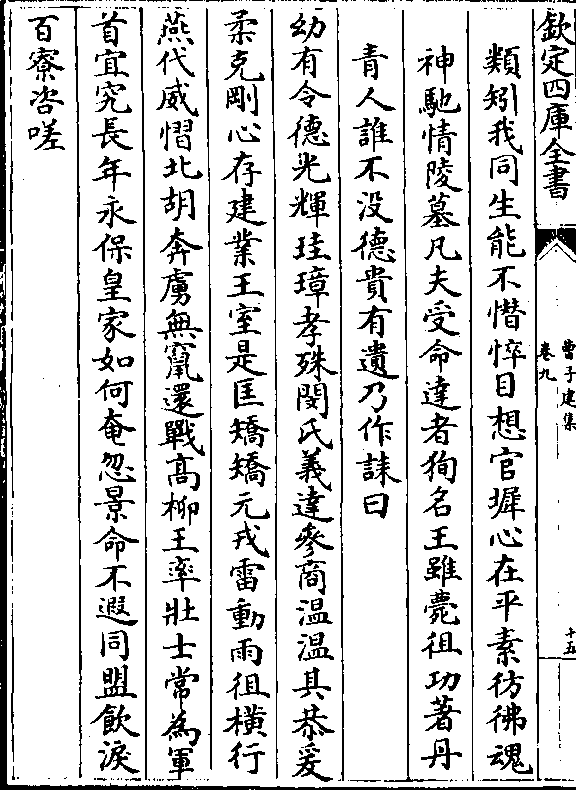 欽定四庫全書
曹子建集
卷九
十五
類矧我同生能不憯悴目想官墀心在平素彷彿魂
神馳情陵墓凡夫受命達者狥名王雖薨徂功著丹
青人誰不没德貴有遺乃作誄曰
幼有令德光輝珪璋孝殊閔氏義達參商温温其恭爰
柔克剛心存建業王室是匡矯矯元戎雷動雨徂橫行
燕代威慴北胡奔虜無竄還戰高柳王率壯士常為軍
首宜究長年永保皇家如何奄忽景命不遐同盟飲淚
百寮咨嗟